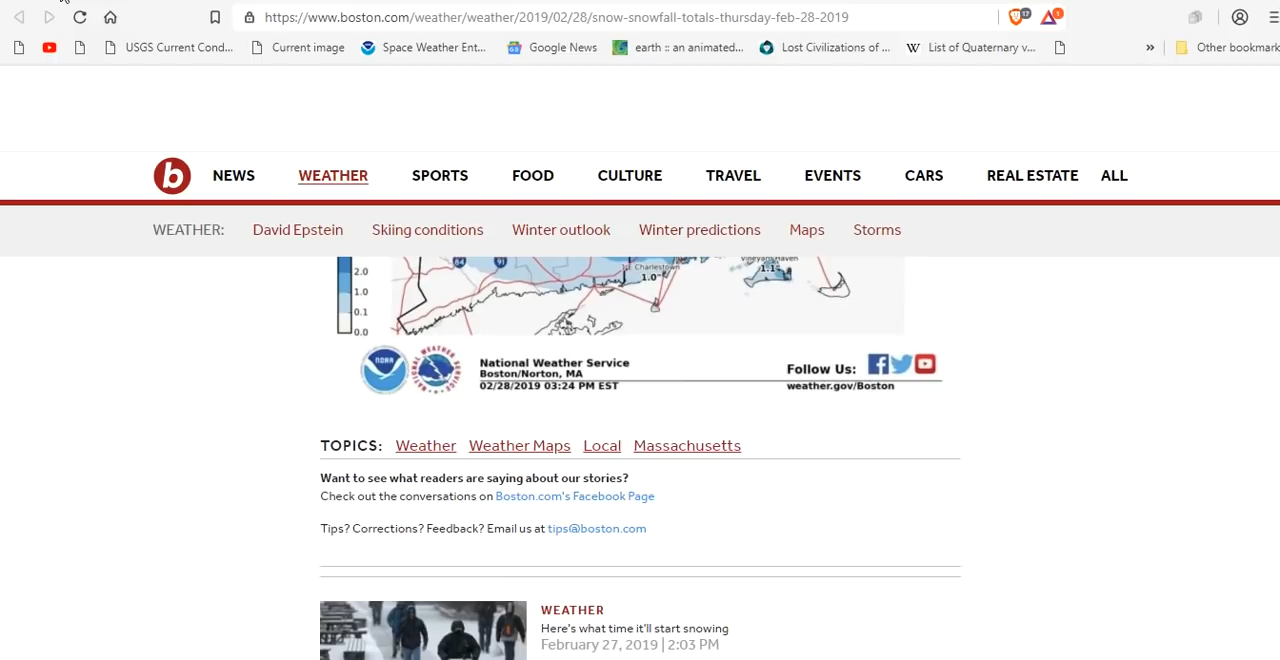 https://www.boston.com/weather/weather/2019/02/28/snow-snowfall-totals-thursday-feb-28-2019
17
1
USGS Current Cond... Current image Space Weather Ent... Google News earth :: an animated... Lost Civilizations of ... W List of Quaternary v... » Other bookmark
b NEWS WEATHER SPORTS FOOD CULTURE TRAVEL EVENTS CARS REAL ESTATE ALL
WEATHER: David Epstein Skiing conditions Winter outlook Winter predictions Maps Storms
84 91
Charlestown
1.0"
Vineyard Haven
1.1"
2.0
1.0
0.1
0.0
NOAA
National Weather Service
Boston/Norton, MA
02/28/2019 03:24 PM EST
Follow Us:
weather.gov/Boston
TOPICS: Weather Weather Maps Local Massachusetts
Want to see what readers are saying about our stories?
Check out the conversations on Boston.com's Facebook Page
Tips? Corrections? Feedback? Email us at tips@boston.com
WEATHER
Here's what time it'll start snowing
February 27, 2019 | 2:03 PM